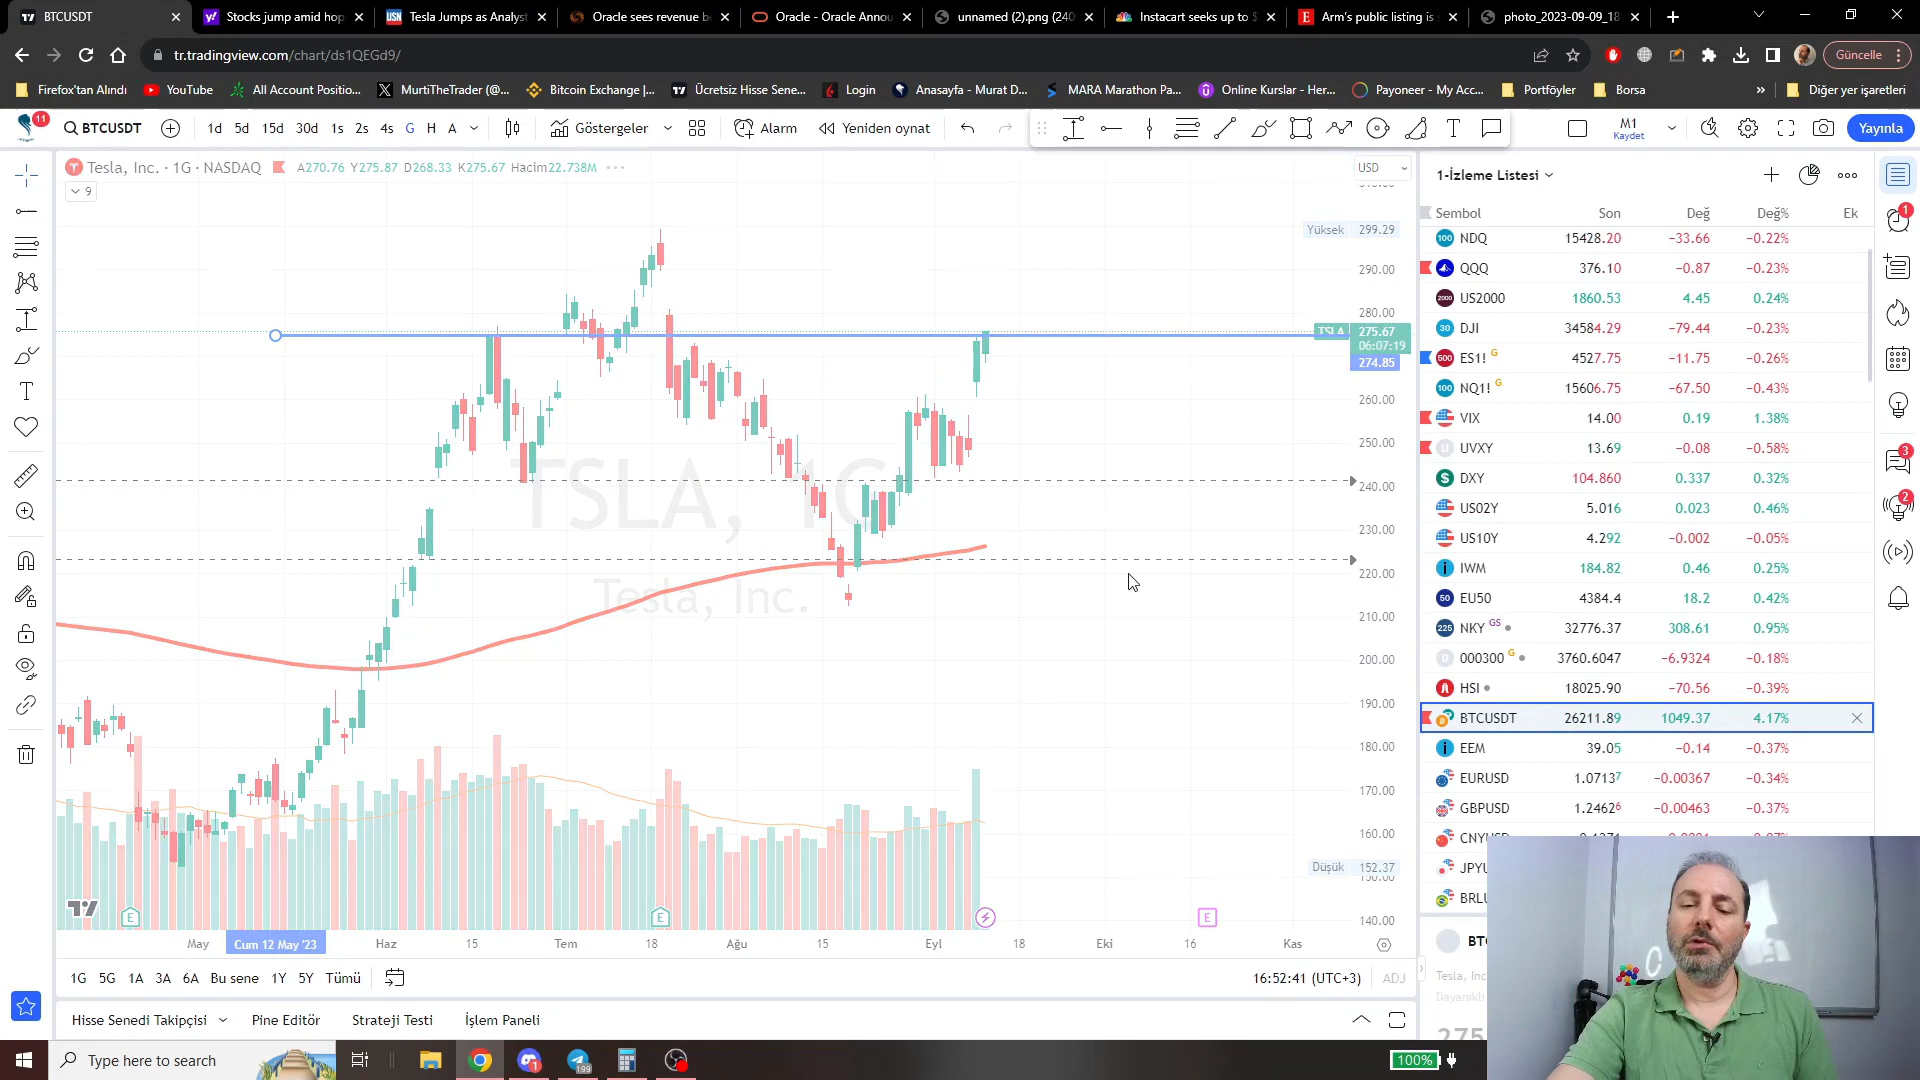 BTCUSDT
Stocks jump amid hop
Tesla Jumps as Analyst
Oracle sees revenue b
Oracle - Oracle Annou
unnamed (2).png (240
Instacart seeks up to $
Arm's public listing is
photo_2023-09-09_18
tr.tradingview.com/chart/ds1QEGd9/
Güncelle
Firefox'tan Alındı
YouTube
All Account Positio...
MurtiTheTrader (@...
Bitcoin Exchange |...
Ücretsiz Hisse Sene...
Login
Anasayfa - Murat D...
MARA Marathon Pa...
Online Kurslar - Her...
Payoneer - My Acc...
Portföyler
Borsa
»
Diğer yer işaretleri
11
BTCUSDT
1d 5d 15d 30d 1s 2s 4s G H A
Göstergeler
Alarm
Yeniden oynat
M1
Kaydet
Yayınla
Tesla, Inc. · 1G · NASDAQ
A270.76 Y275.87 D268.33 K275.67 Hacim22.738M
USD
9
Yüksek 299.29
290.00
280.00
TSLA 275.67
06:07:19
274.85
260.00
250.00
240.00
230.00
220.00
210.00
200.00
190.00
180.00
170.00
160.00
Düşük 152.37
150.00
140.00
TSLA, 1G
Tesla, Inc.
E
E
E
May
Cum 12 May '23
Haz
15
Tem
18
Ağu
15
Eyl
18
Eki
16
Kas
1G 5G 1A 3A 6A Bu sene 1Y 5Y Tümü
16:52:41 (UTC+3)
ADJ
Hisse Senedi Takipçisi
Pine Editör
Strateji Testi
İşlem Paneli
1-İzleme Listesi
Sembol Son Değ Değ% Ek
NDQ 15428.20 −33.66 −0.22%
QQQ 376.10 −0.87 −0.23%
US2000 1860.53 4.45 0.24%
DJI 34584.29 −79.44 −0.23%
ES1! G 4527.75 −11.75 −0.26%
NQ1! G 15606.75 −67.50 −0.43%
VIX 14.00 0.19 1.38%
UVXY 13.69 −0.08 −0.58%
DXY 104.860 0.337 0.32%
US02Y 5.016 0.023 0.46%
US10Y 4.292 −0.002 −0.05%
IWM 184.82 0.46 0.25%
EU50 4384.4 18.2 0.42%
NKY GS 32776.37 308.61 0.95%
000300 G 3760.6047 −6.9324 −0.18%
HSI 18025.90 −70.56 −0.39%
BTCUSDT 26211.89 1049.37 4.17%
EEM 39.05 −0.14 −0.37%
EURUSD 1.07137 −0.00367 −0.34%
GBPUSD 1.24626 −0.00463 −0.37%
JPYU
BRLU
Tesla, Inc
Dayanıklı
275
1
3
2
Type here to search
1
199
100%